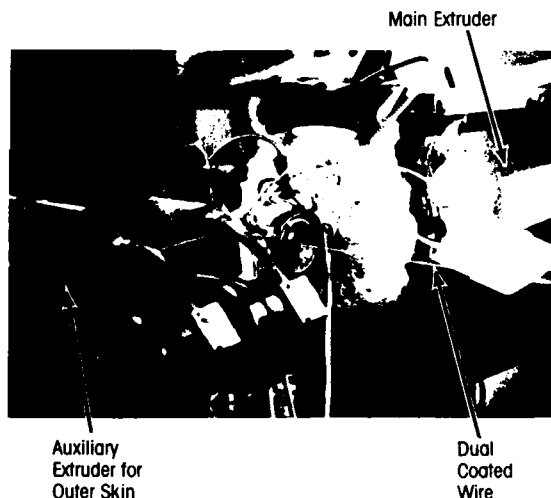 Main Extruder
Auxiliary
Extruder for
Outer Skin
Dual
Coated
Wire